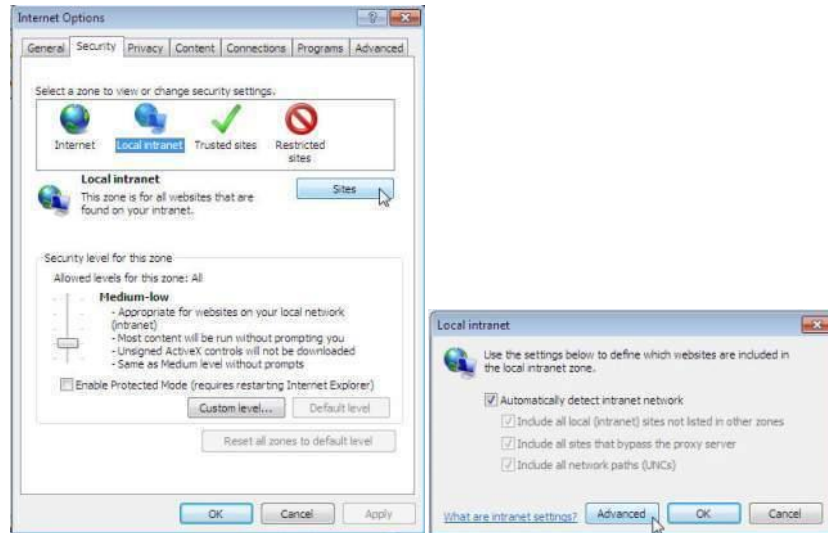 Internet Options
General Security Privacy Content Connections Programs Advanced
Select a zone to view or change security settings.
Internet Local intranet Trusted sites Restricted
sites
Local intranet
This zone is for all websites that are
found on your intranet.
Sites
Security level for this zone
Allowed levels for this zone: All
Medium-low
- Appropriate for websites on your local network
(intranet)
- Most content will be run without prompting you
- Unsigned ActiveX controls will not be downloaded
- Same as Medium level without prompts
Enable Protected Mode (requires restarting Internet Explorer)
Custom level... Default level
Reset all zones to default level
OK Cancel Apply
Local intranet
Use the settings below to define which websites are included in
the local intranet zone.
Automatically detect intranet network
Include all local (intranet) sites not listed in other zones
Include all sites that bypass the proxy server
Include all network paths (UNCs)
What are intranet settings? Advanced OK Cancel